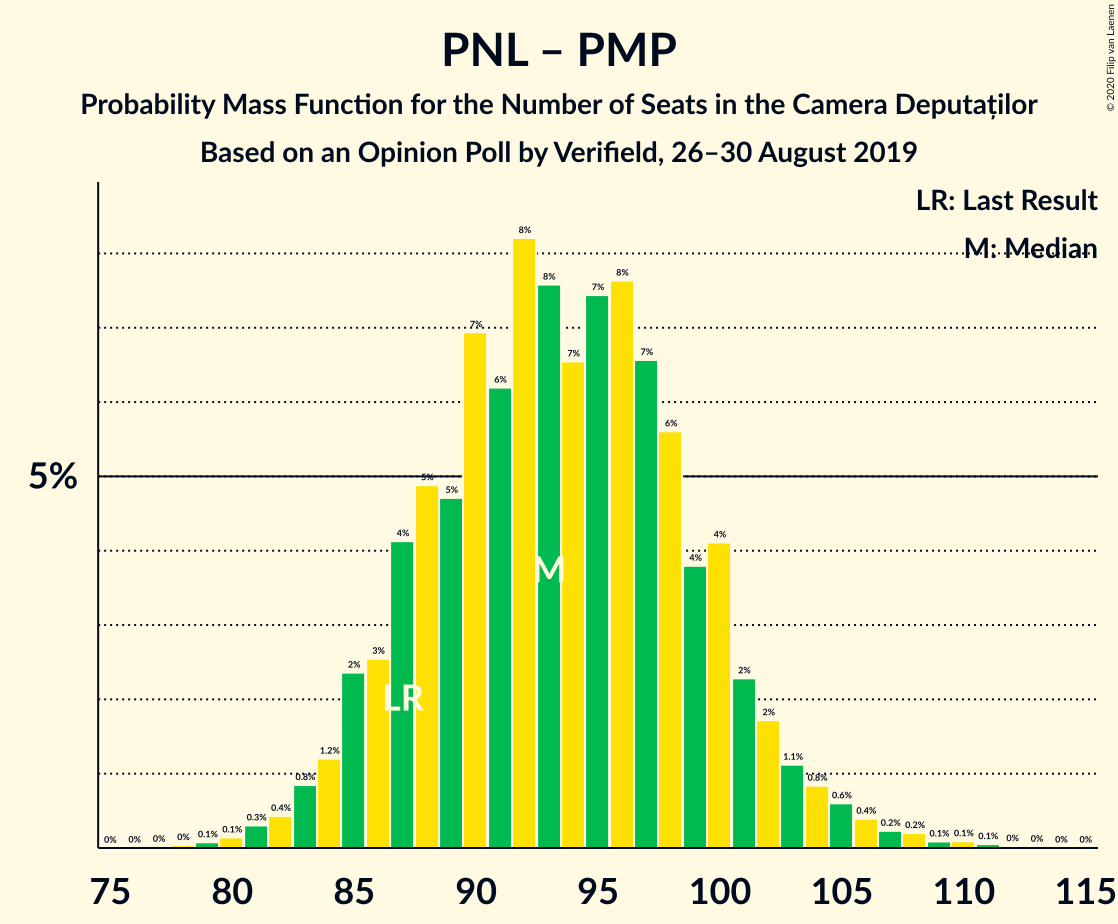 PNL – PMP
Probability Mass Function for the Number of Seats in the Camera Deputaților
Based on an Opinion Poll by Verifield, 26–30 August 2019
© 2020 Filip van Laenen
LR: Last Result
M: Median
5%
0% 0% 0% 0% 0.1% 0.1% 0.3% 0.4% 0.8% 1.2% 2% 3% 4% 5% 5% 7% 6% 8% 8% 7% 7% 8% 7% 6% 4% 4% 2% 2% 1.1% 0.8% 0.6% 0.4% 0.2% 0.2% 0.1% 0.1% 0.1% 0% 0% 0% 0%
M
LR
75 80 85 90 95 100 105 110 115